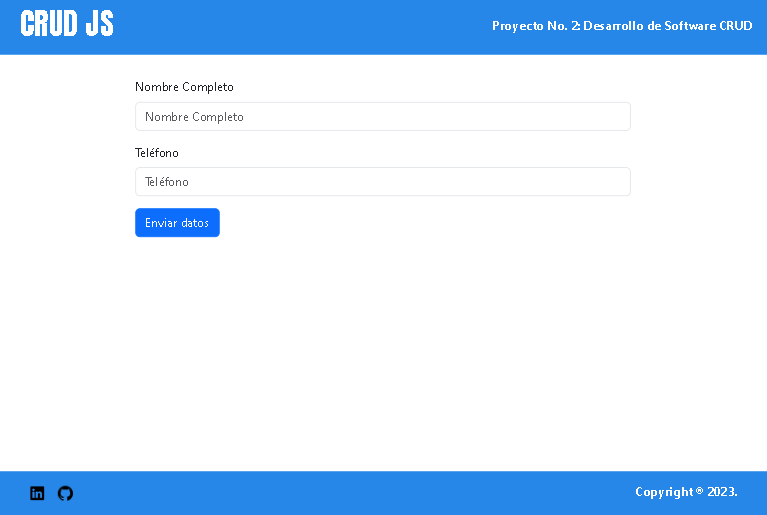 CRUD JS
Proyecto No. 2: Desarrollo de Software CRUD
Nombre Completo
Nombre Completo
Teléfono
Teléfono
Enviar datos
Copyright ® 2023.